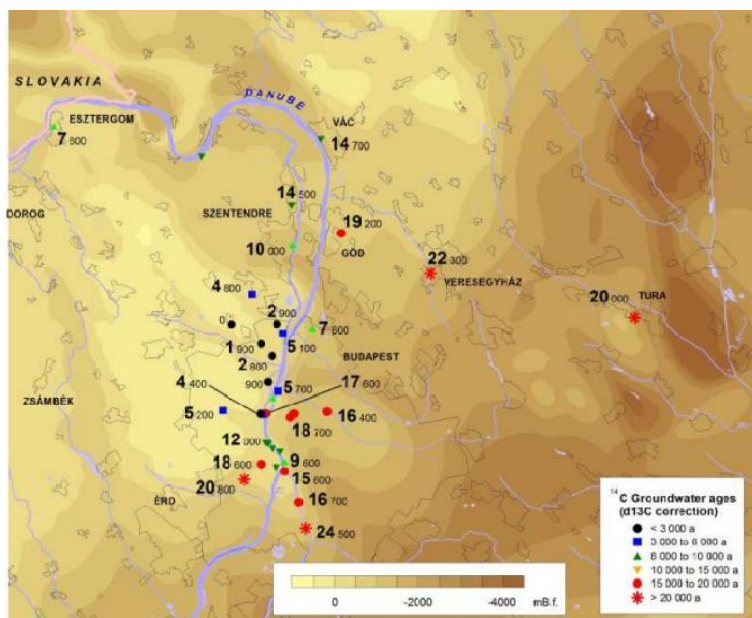 SLOVAKIA
DANUBE
ESZTERGOM
7 800
VÁC
14 700
14 500
SZENTENDRE
DOROG
19 200
10 000
GÖD
22 300
VERESEGYHÁZ
4 800
20 000
TURA
0
2 900
7 600
1 900
5 100
2 800
BUDAPEST
4 400
900
5 700
17 600
ZSÁMBÉK
5 200
16 400
18 700
12 000
18 600
9 600
20 800
15 600
ÉRD
16 700
24 500
14C Groundwater ages
(d13C correction)
< 3 000 a
3 000 to 6 000 a
6 000 to 10 000 a
10 000 to 15 000 a
15 000 to 20 000 a
> 20 000 a
0 -2000 -4000 mB.f.